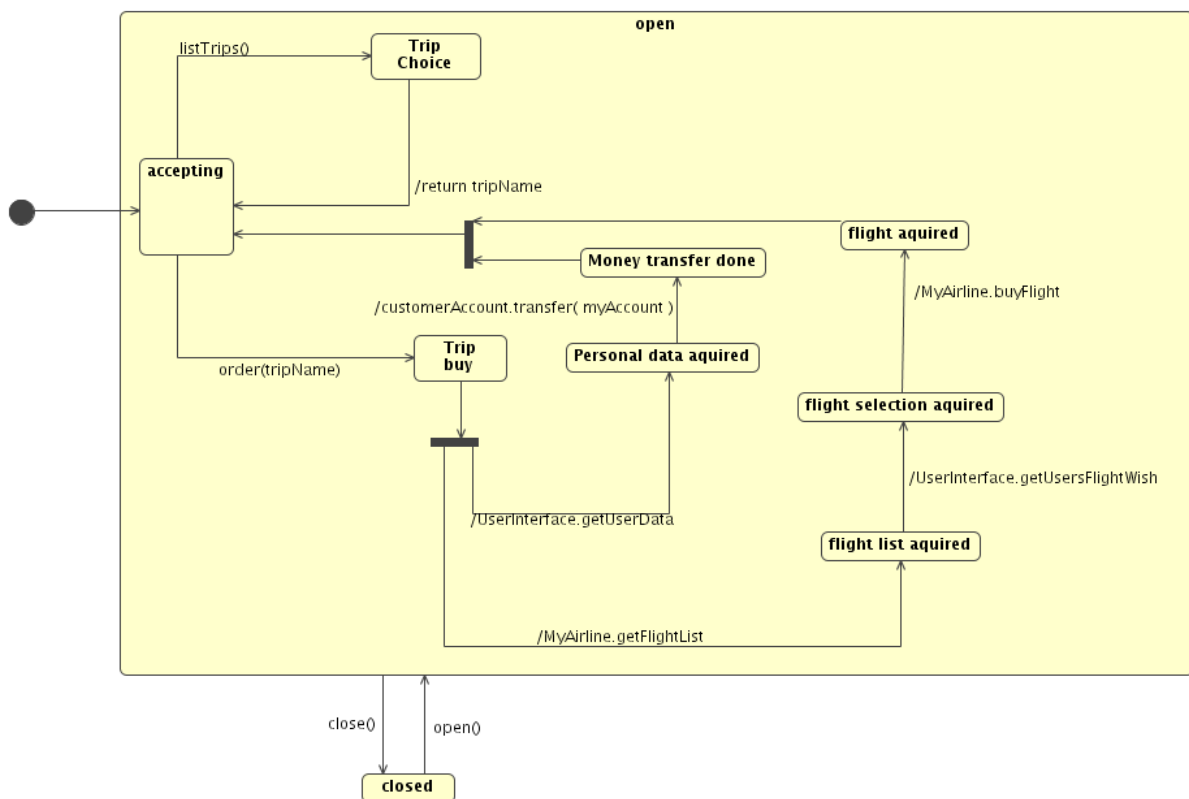 open
listTrips()
Trip
Choice
accepting
/return tripName
flight aquired
Money transfer done
/MyAirline.buyFlight
/customerAccount.transfer( myAccount )
Trip
buy
Personal data aquired
order(tripName)
flight selection aquired
/UserInterface.getUsersFlightWish
/UserInterface.getUserData
flight list aquired
/MyAirline.getFlightList
close()
open()
closed